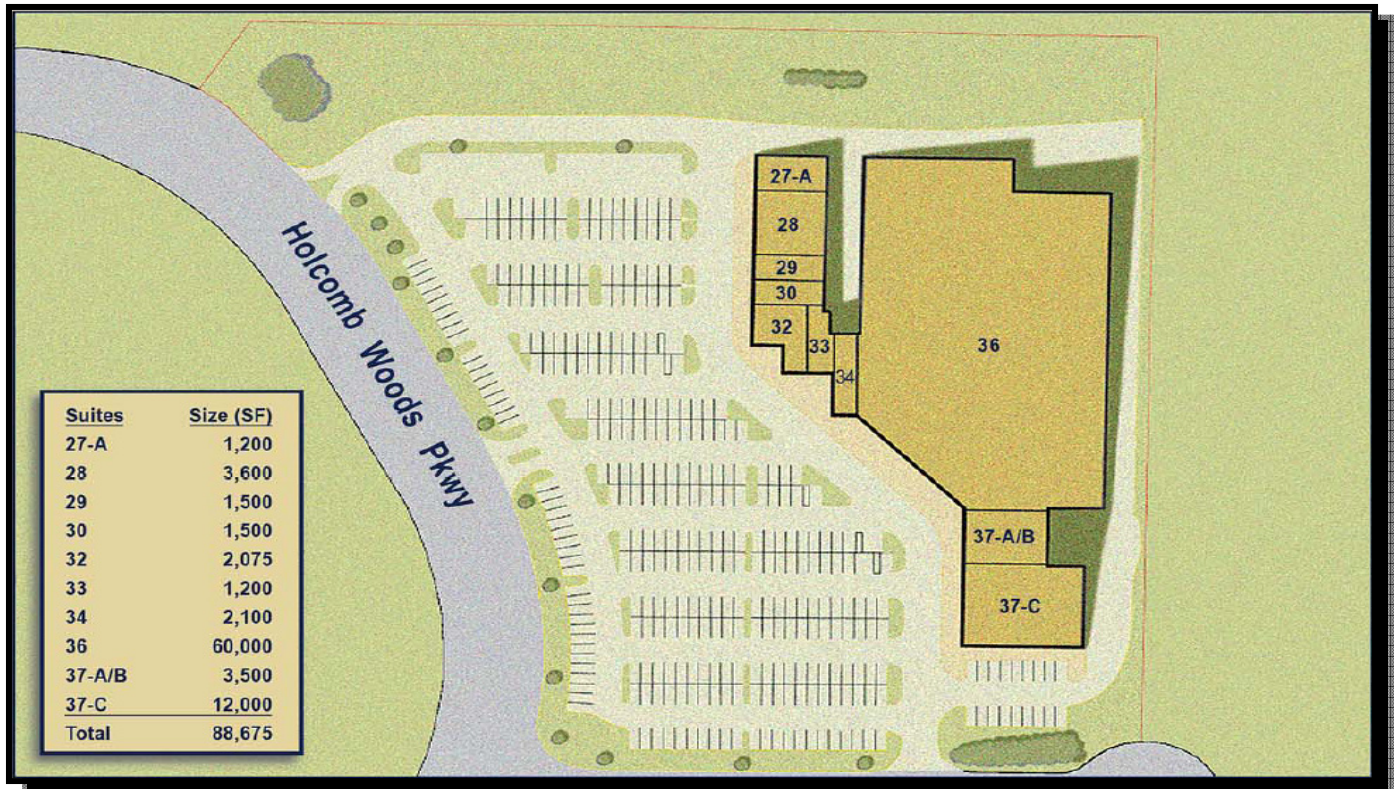 27-A
28
29
30
32
33
34
36
37-A/B
37-C
Holcomb Woods Pkwy
Suites Size (SF)
27-A 1,200
28 3,600
29 1,500
30 1,500
32 2,075
33 1,200
34 2,100
36 60,000
37-A/B 3,500
37-C 12,000
Total 88,675